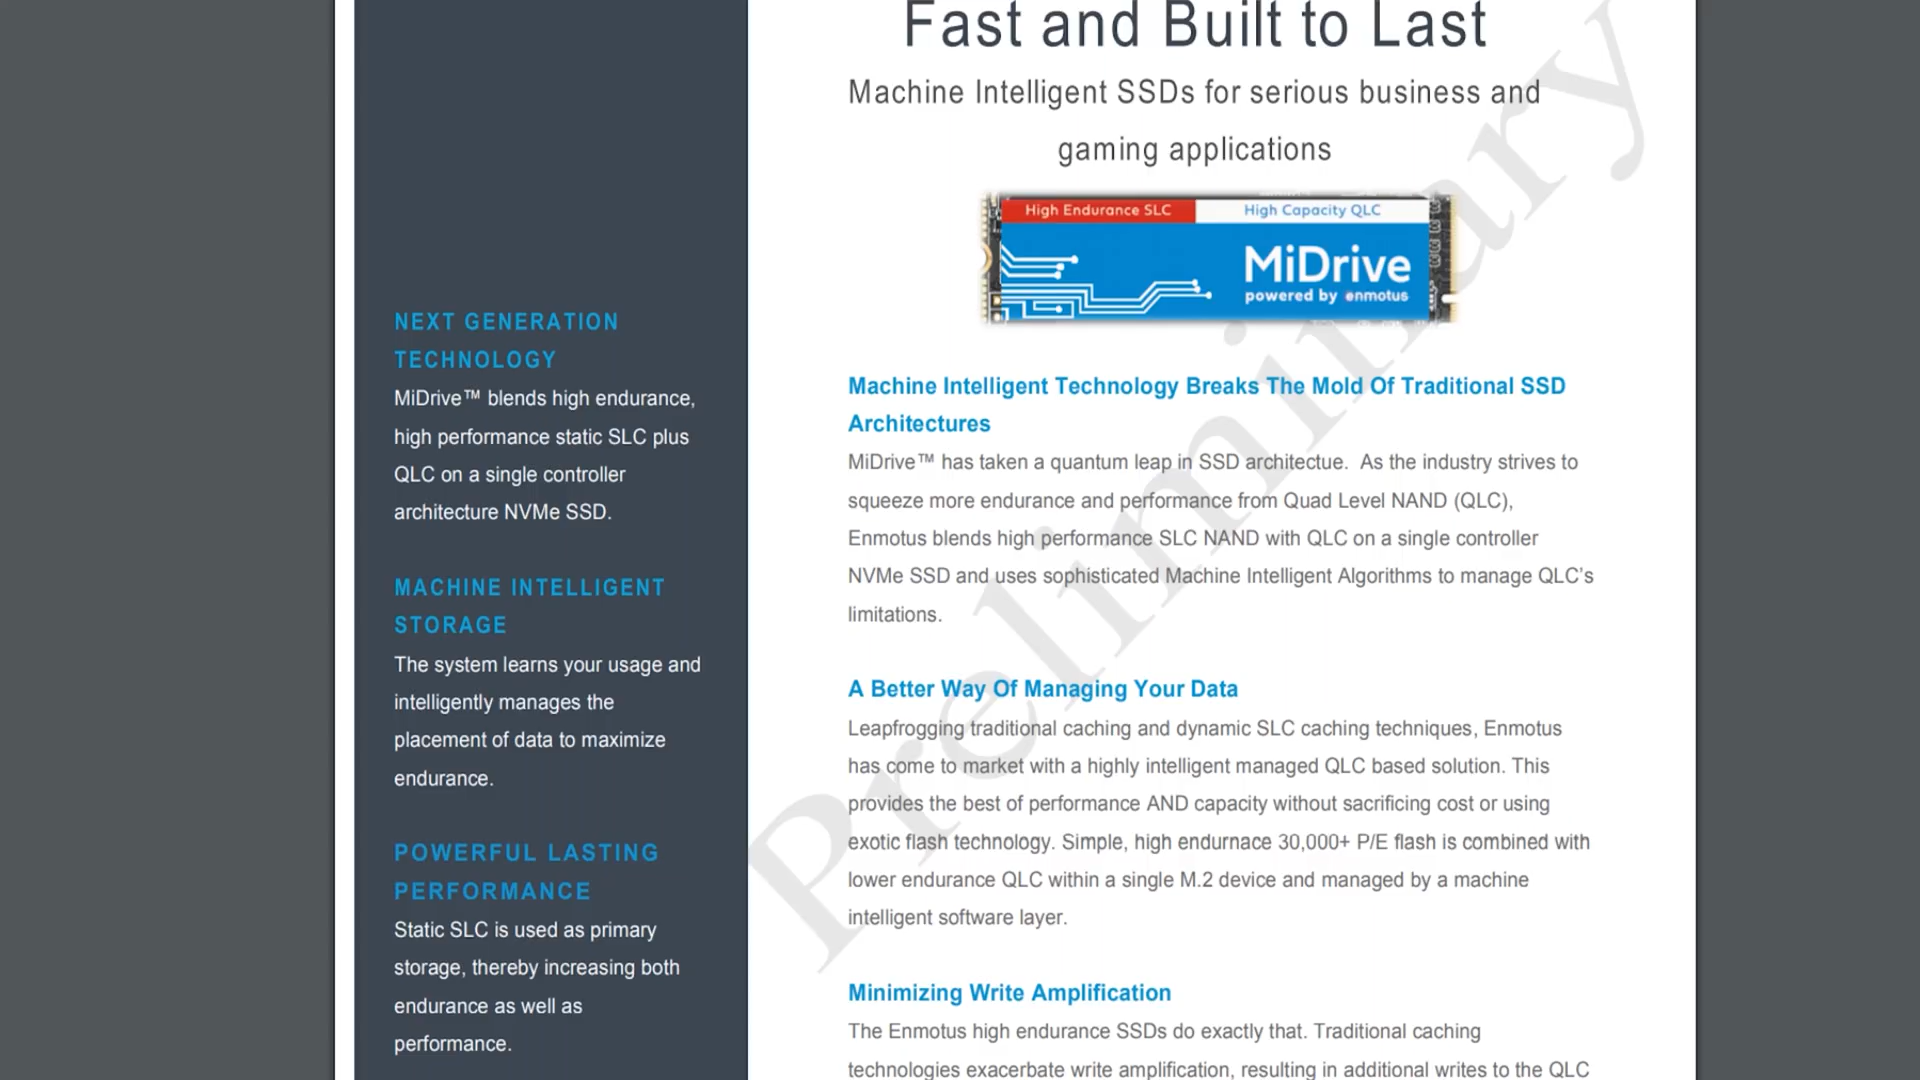 Fast and Built to Last
Machine Intelligent SSDs for serious business and
gaming applications
High Endurance SLC
High Capacity QLC
MiDrive
powered by enmotus
NEXT GENERATION
TECHNOLOGY
MiDrive™ blends high endurance,
high performance static SLC plus
QLC on a single controller
architecture NVMe SSD.
MACHINE INTELLIGENT
STORAGE
The system learns your usage and
intelligently manages the
placement of data to maximize
endurance.
POWERFUL LASTING
PERFORMANCE
Static SLC is used as primary
storage, thereby increasing both
endurance as well as
performance.
Machine Intelligent Technology Breaks The Mold Of Traditional SSD
Architectures
MiDrive™ has taken a quantum leap in SSD architectue. As the industry strives to
squeeze more endurance and performance from Quad Level NAND (QLC),
Enmotus blends high performance SLC NAND with QLC on a single controller
NVMe SSD and uses sophisticated Machine Intelligent Algorithms to manage QLC's
limitations.
A Better Way Of Managing Your Data
Leapfrogging traditional caching and dynamic SLC caching techniques, Enmotus
has come to market with a highly intelligent managed QLC based solution. This
provides the best of performance AND capacity without sacrificing cost or using
exotic flash technology. Simple, high endurnace 30,000+ P/E flash is combined with
lower endurance QLC within a single M.2 device and managed by a machine
intelligent software layer.
Minimizing Write Amplification
The Enmotus high endurance SSDs do exactly that. Traditional caching
technologies exacerbate write amplification, resulting in additional writes to the QLC
Preliminary